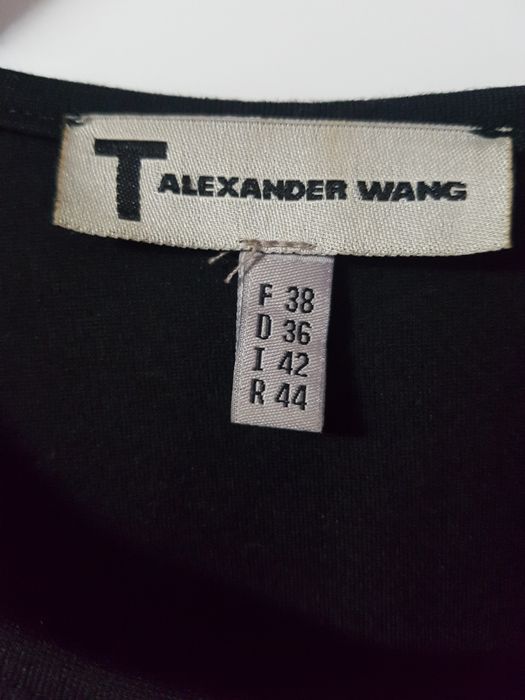 T ALEXANDER WANG
F 38
D 36
I 42
R 44